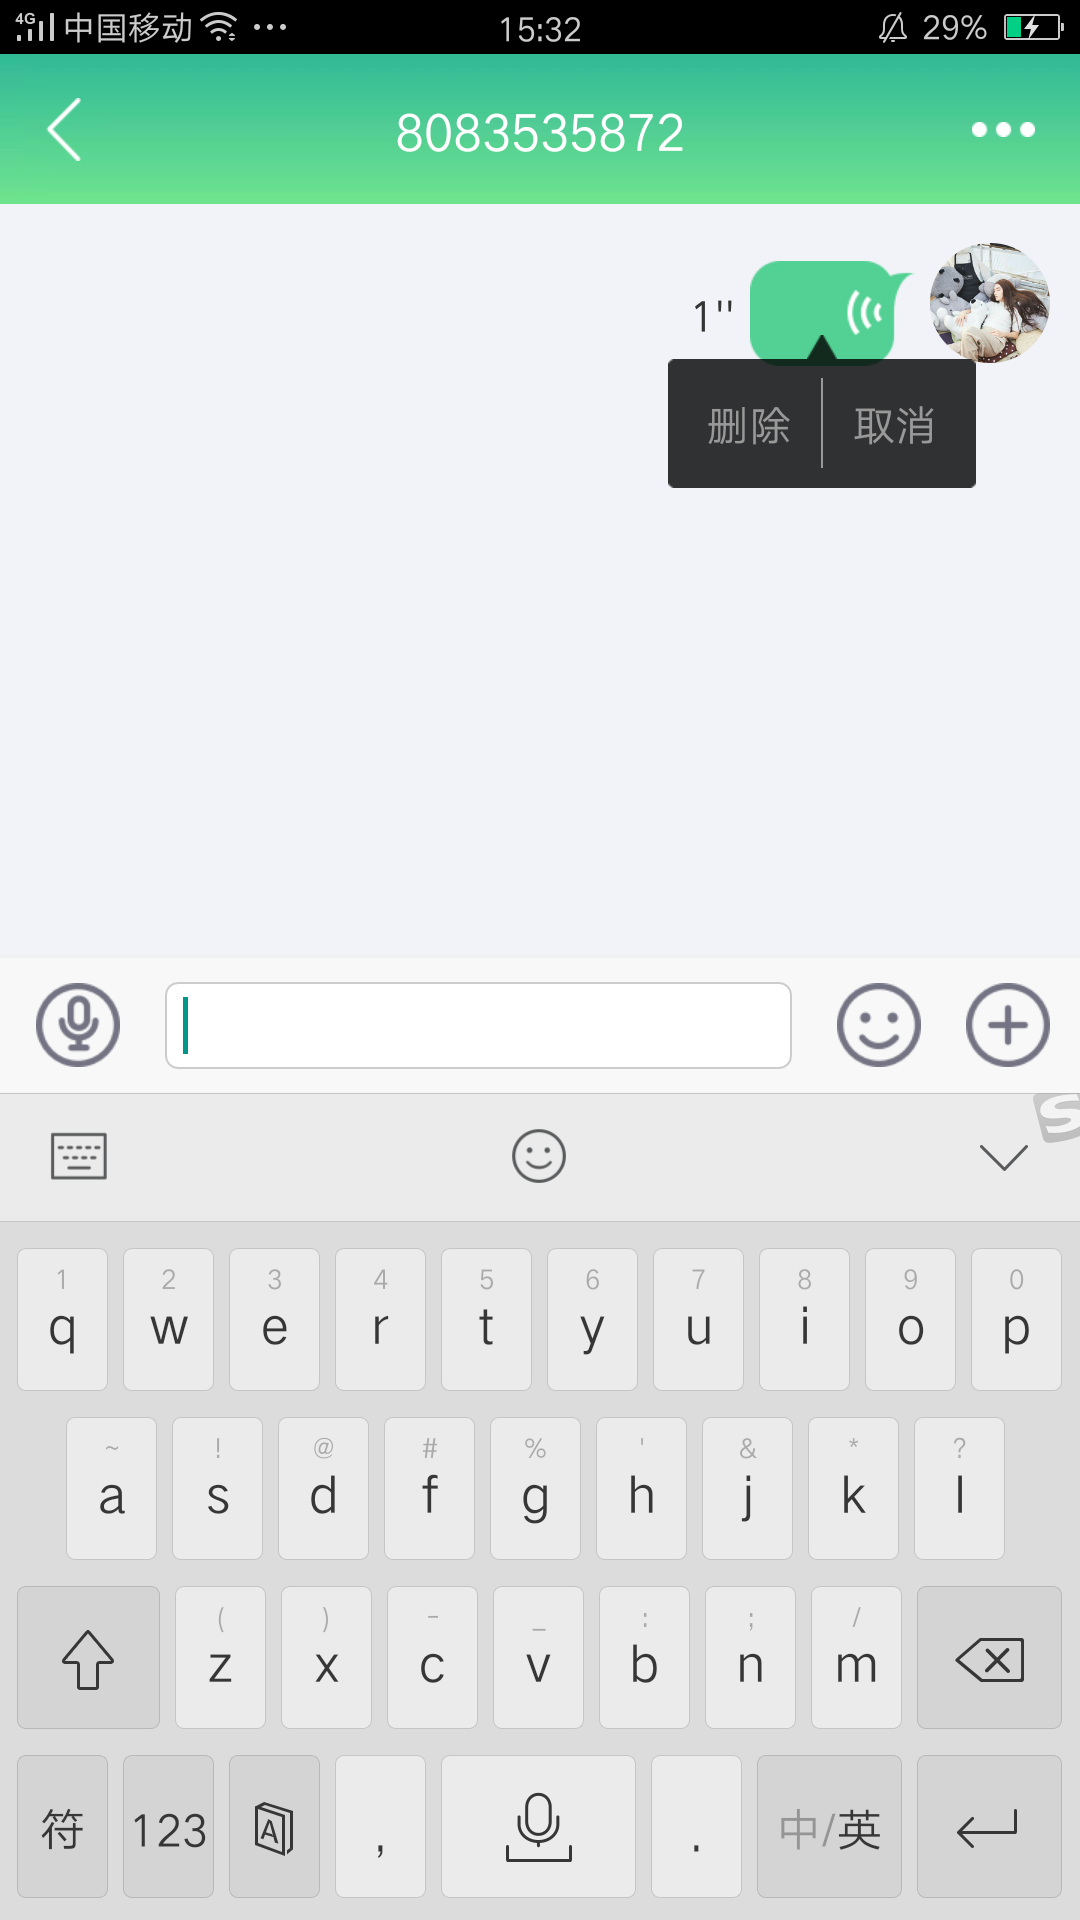 4G 中国移动 ... 15:32 29%
8083535872
1''
删除 取消
S
1 2 3 4 5 6 7 8 9 0
q w e r t y u i o p
~ ! @ # % ' & * ?
a s d f g h j k l
( ) - _ : ; /
z x c v b n m
符 123 A , . 中/英